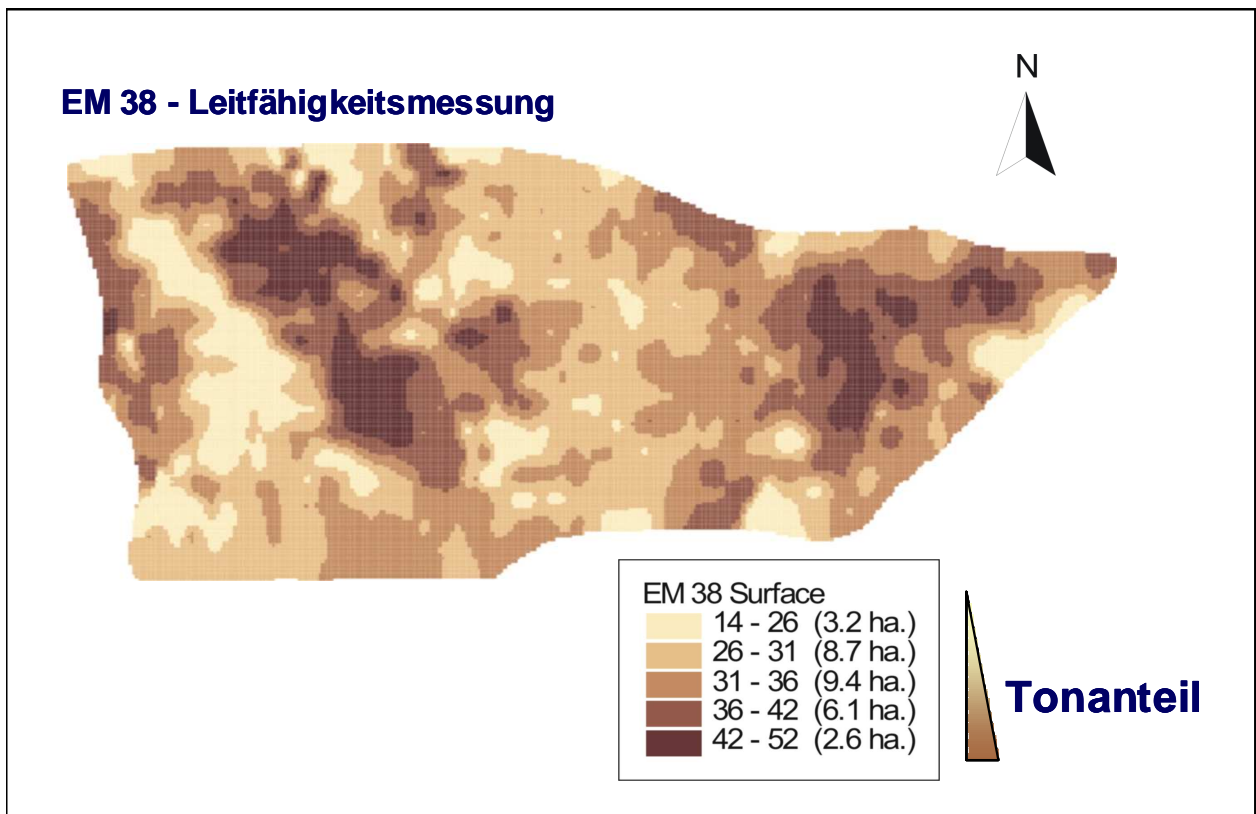 EM 38 - Leitfähigkeitsmessung
N
EM 38 Surface
14 - 26 (3.2 ha.)
26 - 31 (8.7 ha.)
31 - 36 (9.4 ha.)
36 - 42 (6.1 ha.)
42 - 52 (2.6 ha.)
Tonanteil